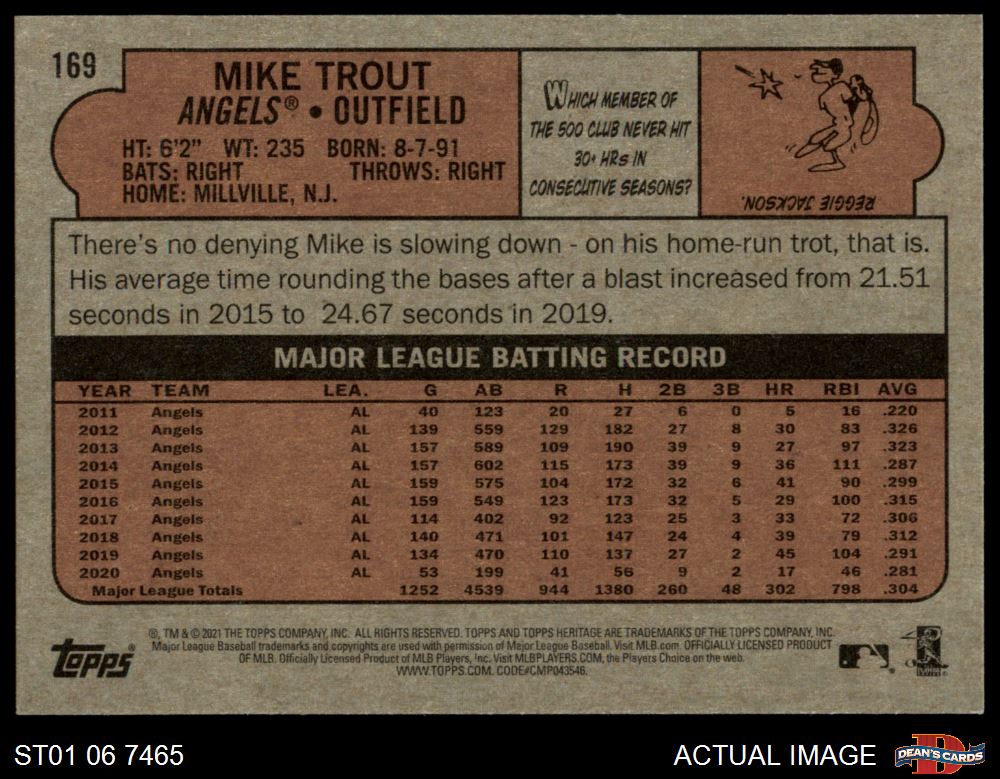 169
MIKE TROUT
ANGELS® • OUTFIELD
HT: 6'2" WT: 235 BORN: 8-7-91
BATS: RIGHT THROWS: RIGHT
HOME: MILLVILLE, N.J.
WHICH MEMBER OF
THE 500 CLUB NEVER HIT
30+ HRs IN
CONSECUTIVE SEASONS?
REGGIE JACKSON.
There's no denying Mike is slowing down - on his home-run trot, that is.
His average time rounding the bases after a blast increased from 21.51
seconds in 2015 to 24.67 seconds in 2019.
MAJOR LEAGUE BATTING RECORD
YEAR TEAM LEA. G AB R H 2B 3B HR RBI AVG
2011 Angels AL 40 123 20 27 6 0 5 16 .220
2012 Angels AL 139 559 129 182 27 8 30 83 .326
2013 Angels AL 157 589 109 190 39 9 27 97 .323
2014 Angels AL 157 602 115 173 39 9 36 111 .287
2015 Angels AL 159 575 104 172 32 6 41 90 .299
2016 Angels AL 159 549 123 173 32 5 29 100 .315
2017 Angels AL 114 402 92 123 25 3 33 72 .306
2018 Angels AL 140 471 101 147 24 4 39 79 .312
2019 Angels AL 134 470 110 137 27 2 45 104 .291
2020 Angels AL 53 199 41 56 9 2 17 46 .281
Major League Totals 1252 4539 944 1380 260 48 302 798 .304
®, TM & © 2021 THE TOPPS COMPANY, INC. ALL RIGHTS RESERVED. TOPPS AND TOPPS HERITAGE ARE TRADEMARKS OF THE TOPPS COMPANY, INC.
Major League Baseball trademarks and copyrights are used with permission of Major League Baseball. Visit MLB.com. OFFICIALLY LICENSED PRODUCT
OF MLB. Officially Licensed Product of MLB Players, Inc. Visit MLBPLAYERS.COM, the Players Choice on the web.
WWW.TOPPS.COM. CODE#CMP043546.
topps®
ST01 06 7465
ACTUAL IMAGE
DEAN'S CARDS